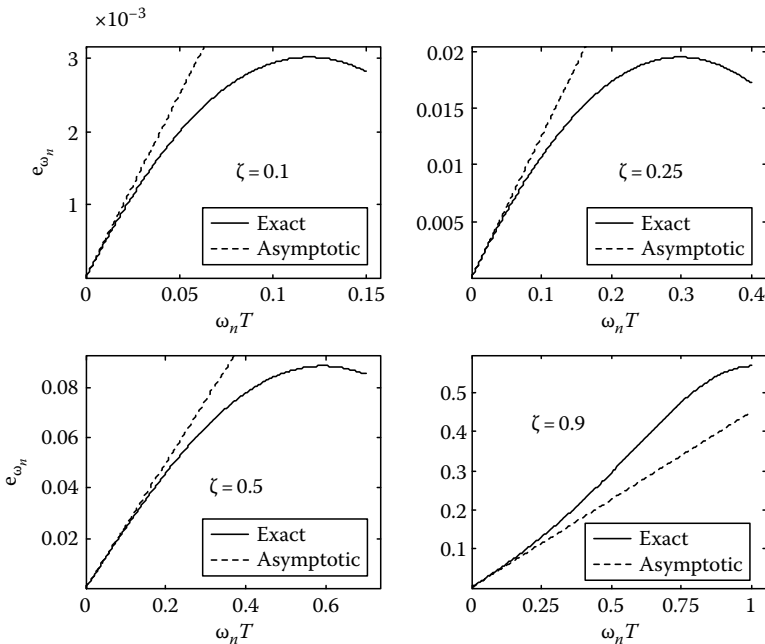 ×10⁻³
3
2
1
e_ωn
ζ = 0.1
Exact
Asymptotic
0 0.05 0.1 0.15
ω_nT
0.02
0.015
0.01
0.005
ζ = 0.25
Exact
Asymptotic
0 0.1 0.2 0.3 0.4
ω_nT
0.08
0.06
0.04
0.02
e_ωn
ζ = 0.5
Exact
Asymptotic
0 0.2 0.4 0.6
ω_nT
0.5
0.4
0.3
0.2
0.1
ζ = 0.9
Exact
Asymptotic
0 0.25 0.5 0.75 1
ω_nT